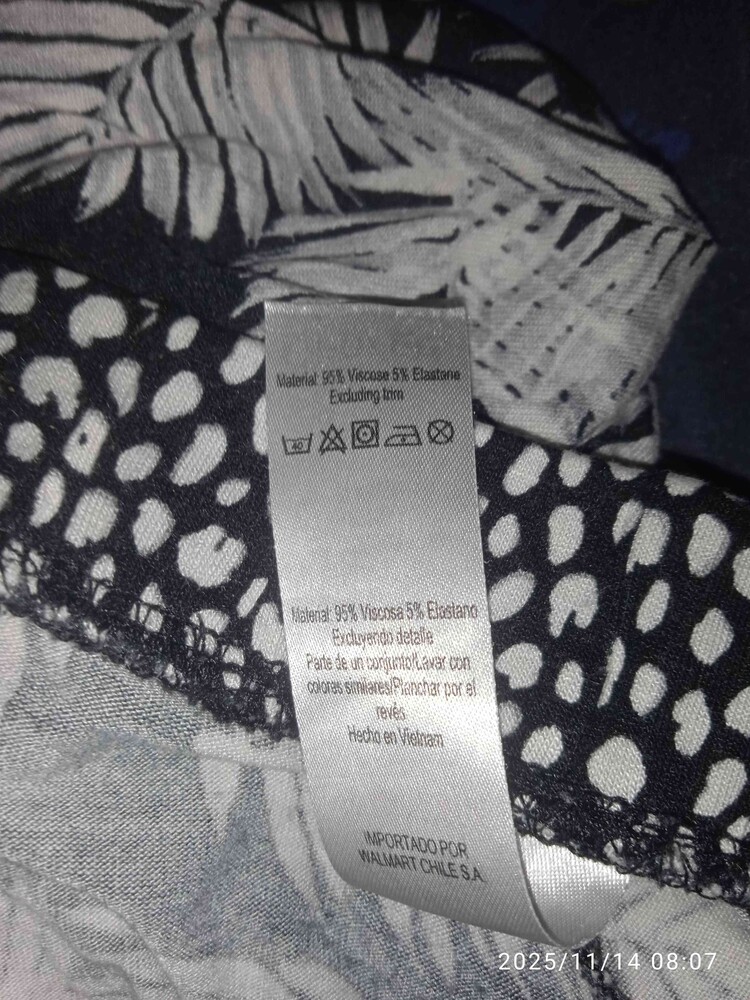 Material: 95% Viscose 5% Elastane
Excluding trim
40
Material: 95% Viscosa 5% Elastano
Excluyendo detalle
Parte de un conjunto/Lavar con
colores similares/Planchar por el
revés
Hecho en Vietnam
IMPORTADO POR
WALMART CHILE S.A.
2025/11/14 08:07